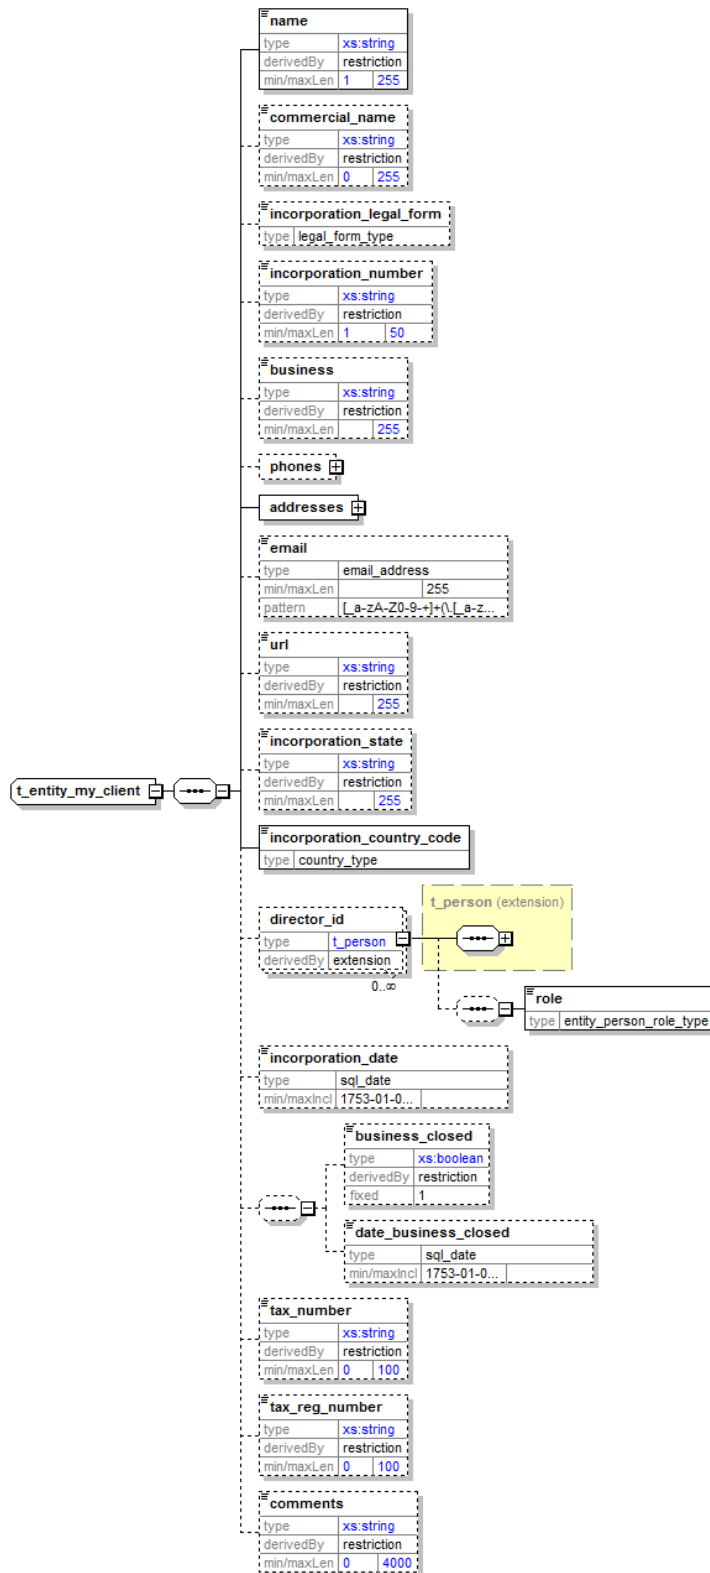 name
type xs:string
derivedBy restriction
min/maxLen 1 255
commercial_name
type xs:string
derivedBy restriction
min/maxLen 0 255
incorporation_legal_form
type legal_form_type
incorporation_number
type xs:string
derivedBy restriction
min/maxLen 1 50
business
type xs:string
derivedBy restriction
min/maxLen 255
phones
addresses
email
type email_address
min/maxLen 255
pattern [_a-zA-Z0-9-+]+(\.[_a-z...
url
type xs:string
derivedBy restriction
min/maxLen 255
incorporation_state
type xs:string
derivedBy restriction
min/maxLen 255
t_entity_my_client
incorporation_country_code
type country_type
director_id
type t_person
derivedBy extension
0..∞
t_person (extension)
role
type entity_person_role_type
incorporation_date
type sql_date
min/maxIncl 1753-01-0...
business_closed
type xs:boolean
derivedBy restriction
fixed 1
date_business_closed
type sql_date
min/maxIncl 1753-01-0...
tax_number
type xs:string
derivedBy restriction
min/maxLen 0 100
tax_reg_number
type xs:string
derivedBy restriction
min/maxLen 0 100
comments
type xs:string
derivedBy restriction
min/maxLen 0 4000